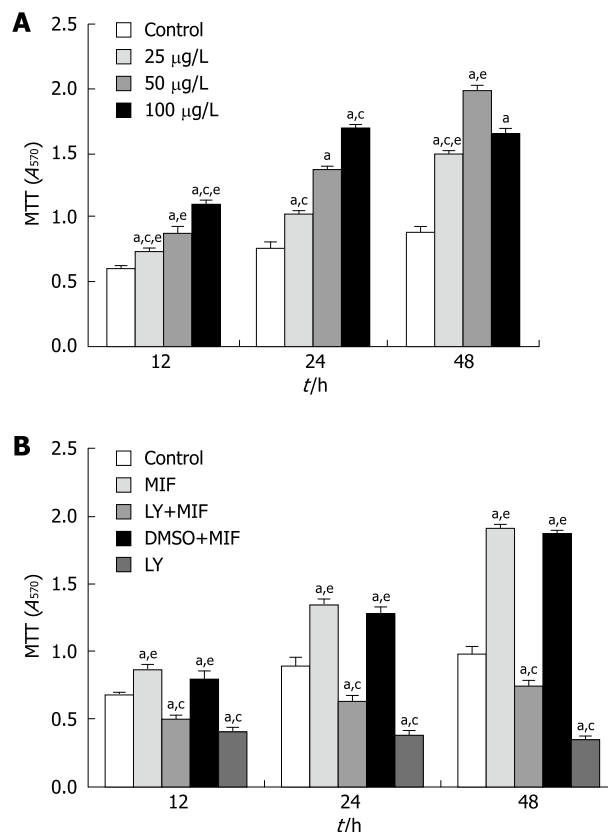 A
2.5
2.0
1.5
1.0
0.5
0.0
MTT (A570)
Control
25 μg/L
50 μg/L
100 μg/L
a,c,e
a,e
a,c,e
a,c
a
a,c
a,c,e
a,e
a
12
24
48
t/h
B
2.5
2.0
1.5
1.0
0.5
0.0
MTT (A570)
Control
MIF
LY+MIF
DMSO+MIF
LY
a,e
a,c
a,e
a,c
a,e
a,c
a,e
a,c
a,e
a,c
a,e
a,c
12
24
48
t/h